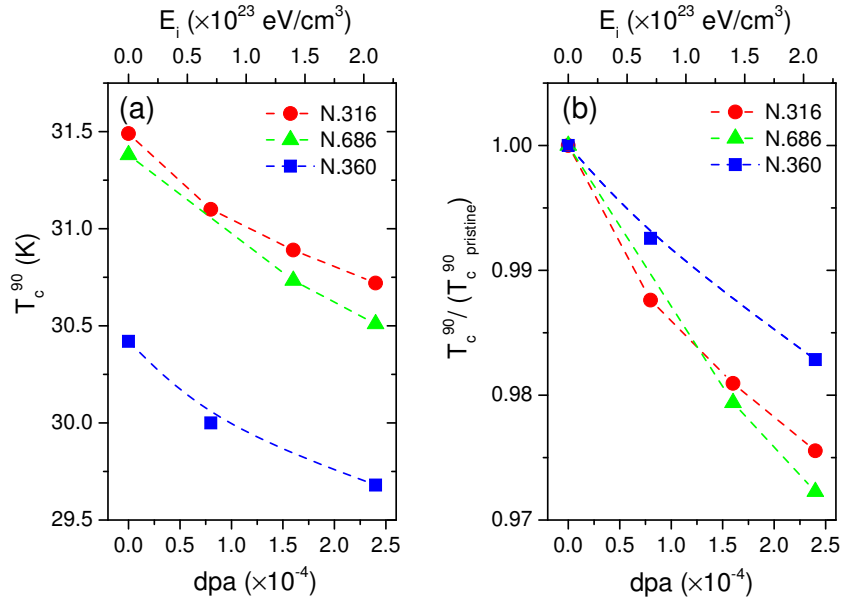 E_i (×10^23 eV/cm^3)
0.0 0.5 1.0 1.5 2.0
(a)
N.316
N.686
N.360
31.5
31.0
30.5
30.0
29.5
T_c^90 (K)
0.0 0.5 1.0 1.5 2.0 2.5
dpa (×10^-4)
E_i (×10^23 eV/cm^3)
0.0 0.5 1.0 1.5 2.0
(b)
N.316
N.686
N.360
1.00
0.99
0.98
0.97
T_c^90/ (T_c^90 pristine)
0.0 0.5 1.0 1.5 2.0 2.5
dpa (×10^-4)